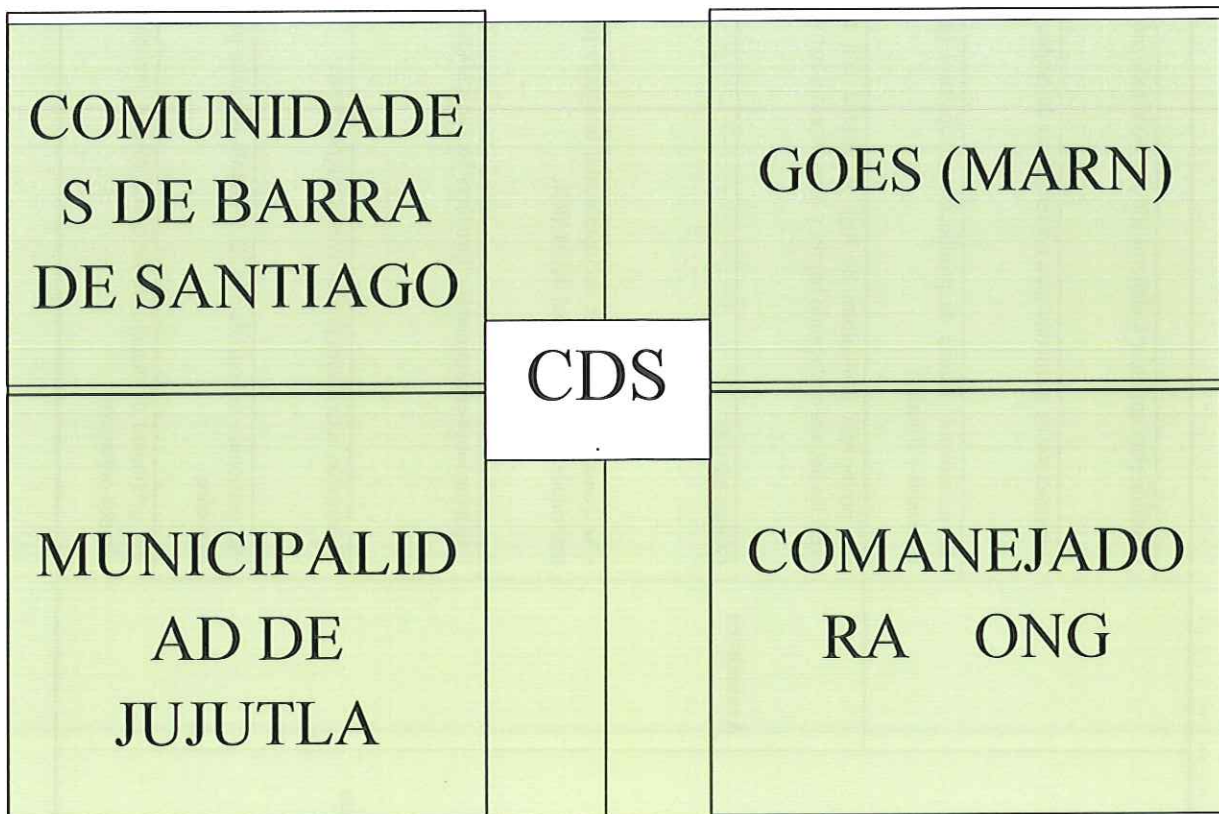 COMUNIDADE
S DE BARRA
DE SANTIAGO
GOES (MARN)
CDS
MUNICIPALID
AD DE
JUJUTLA
COMANEJADO
RA ONG